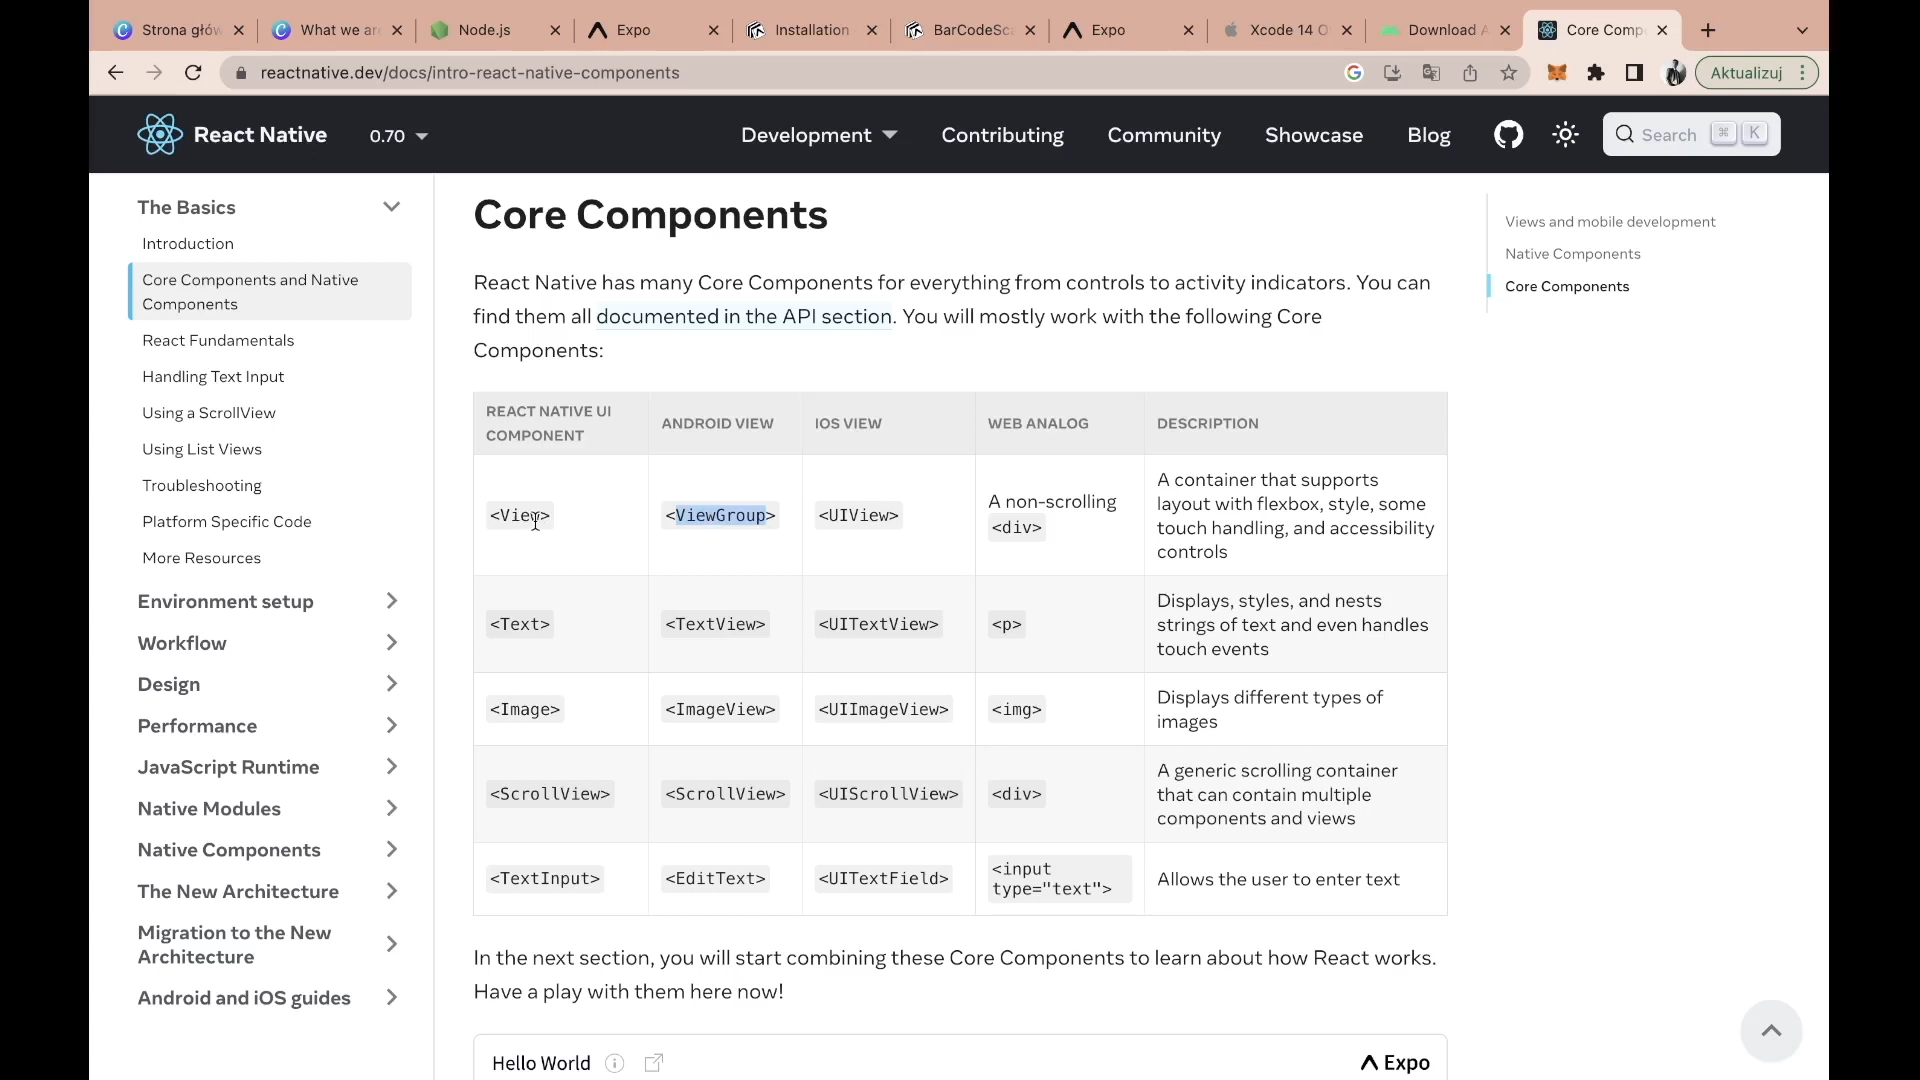 Strona głów
What we are
Node.js
Expo
Installation
BarCodeSca
Expo
Xcode 14 O
Download A
Core Comp
reactnative.dev/docs/intro-react-native-components
Aktualizuj
React Native
0.70
Development
Contributing
Community
Showcase
Blog
Search
⌘ K
The Basics
Introduction
Core Components and Native
Components
React Fundamentals
Handling Text Input
Using a ScrollView
Using List Views
Troubleshooting
Platform Specific Code
More Resources
Environment setup
Workflow
Design
Performance
JavaScript Runtime
Native Modules
Native Components
The New Architecture
Migration to the New
Architecture
Android and iOS guides
Core Components
React Native has many Core Components for everything from controls to activity indicators. You can
find them all documented in the API section. You will mostly work with the following Core
Components:
REACT NATIVE UI
COMPONENT
ANDROID VIEW
IOS VIEW
WEB ANALOG
DESCRIPTION
<View>
<ViewGroup>
<UIView>
A non-scrolling
<div>
A container that supports
layout with flexbox, style, some
touch handling, and accessibility
controls
<Text>
<TextView>
<UITextView>
<p>
Displays, styles, and nests
strings of text and even handles
touch events
<Image>
<ImageView>
<UIImageView>
<img>
Displays different types of
images
<ScrollView>
<ScrollView>
<UIScrollView>
<div>
A generic scrolling container
that can contain multiple
components and views
<TextInput>
<EditText>
<UITextField>
<input
type="text">
Allows the user to enter text
In the next section, you will start combining these Core Components to learn about how React works.
Have a play with them here now!
Hello World
Expo
Views and mobile development
Native Components
Core Components